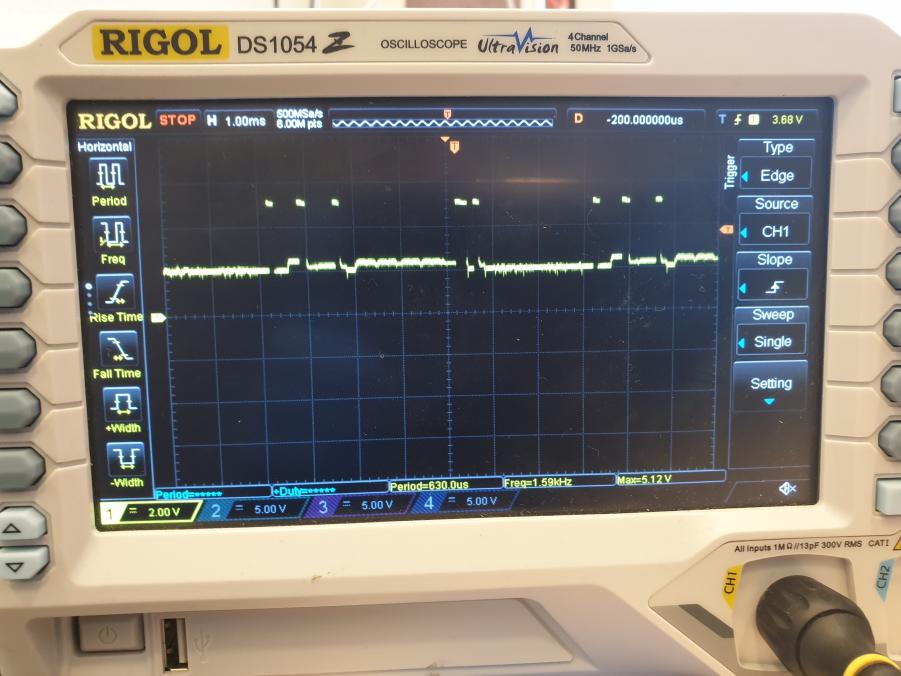 RIGOL DS1054 Z OSCILLOSCOPE UltraVision 4 Channel 50MHz 1GSa/s
RIGOL STOP H 1.00ms 500MSa/s 6.00M pts T D -200.000000us T 1 3.68 V
Horizontal
Period
Freq
Rise Time
Fall Time
+Width
-Width
T
T
Trigger
Type
Edge
Source
CH1
Slope
Sweep
Single
Setting
Period=***** +Duty=***** Period=630.0us Freq=1.59kHz Max=5.12 V
1 = 2.00 V 2 = 5.00 V 3 = 5.00 V 4 = 5.00 V
All Inputs 1MΩ//13pF 300V RMS CATI
CH1
CH2